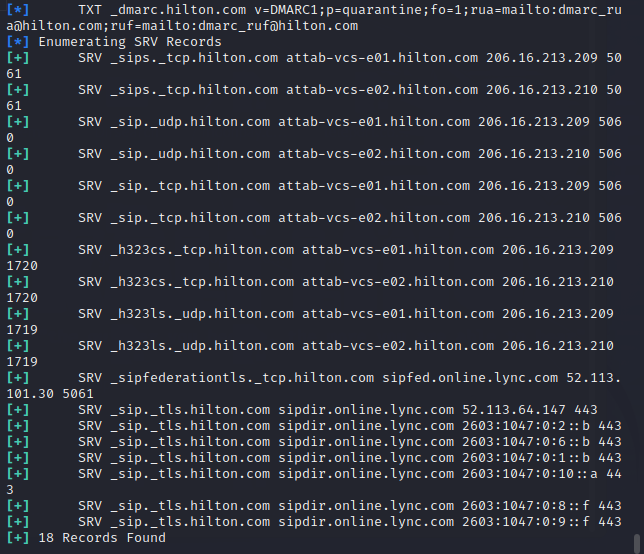 [*]      TXT _dmarc.hilton.com v=DMARC1;p=quarantine;fo=1;rua=mailto:dmarc_ru
a@hilton.com;ruf=mailto:dmarc_ruf@hilton.com
[*] Enumerating SRV Records
[+]      SRV _sips._tcp.hilton.com attab-vcs-e01.hilton.com 206.16.213.209 50
61
[+]      SRV _sips._tcp.hilton.com attab-vcs-e02.hilton.com 206.16.213.210 50
61
[+]      SRV _sip._udp.hilton.com attab-vcs-e01.hilton.com 206.16.213.209 506
0
[+]      SRV _sip._udp.hilton.com attab-vcs-e02.hilton.com 206.16.213.210 506
0
[+]      SRV _sip._tcp.hilton.com attab-vcs-e01.hilton.com 206.16.213.209 506
0
[+]      SRV _sip._tcp.hilton.com attab-vcs-e02.hilton.com 206.16.213.210 506
0
[+]      SRV _h323cs._tcp.hilton.com attab-vcs-e01.hilton.com 206.16.213.209
1720
[+]      SRV _h323cs._tcp.hilton.com attab-vcs-e02.hilton.com 206.16.213.210
1720
[+]      SRV _h323ls._udp.hilton.com attab-vcs-e01.hilton.com 206.16.213.209
1719
[+]      SRV _h323ls._udp.hilton.com attab-vcs-e02.hilton.com 206.16.213.210
1719
[+]      SRV _sipfederationtls._tcp.hilton.com sipfed.online.lync.com 52.113.
101.30 5061
[+]      SRV _sip._tls.hilton.com sipdir.online.lync.com 52.113.64.147 443
[+]      SRV _sip._tls.hilton.com sipdir.online.lync.com 2603:1047:0:2::b 443
[+]      SRV _sip._tls.hilton.com sipdir.online.lync.com 2603:1047:0:6::b 443
[+]      SRV _sip._tls.hilton.com sipdir.online.lync.com 2603:1047:0:1::b 443
[+]      SRV _sip._tls.hilton.com sipdir.online.lync.com 2603:1047:0:10::a 44
3
[+]      SRV _sip._tls.hilton.com sipdir.online.lync.com 2603:1047:0:8::f 443
[+]      SRV _sip._tls.hilton.com sipdir.online.lync.com 2603:1047:0:9::f 443
[+] 18 Records Found